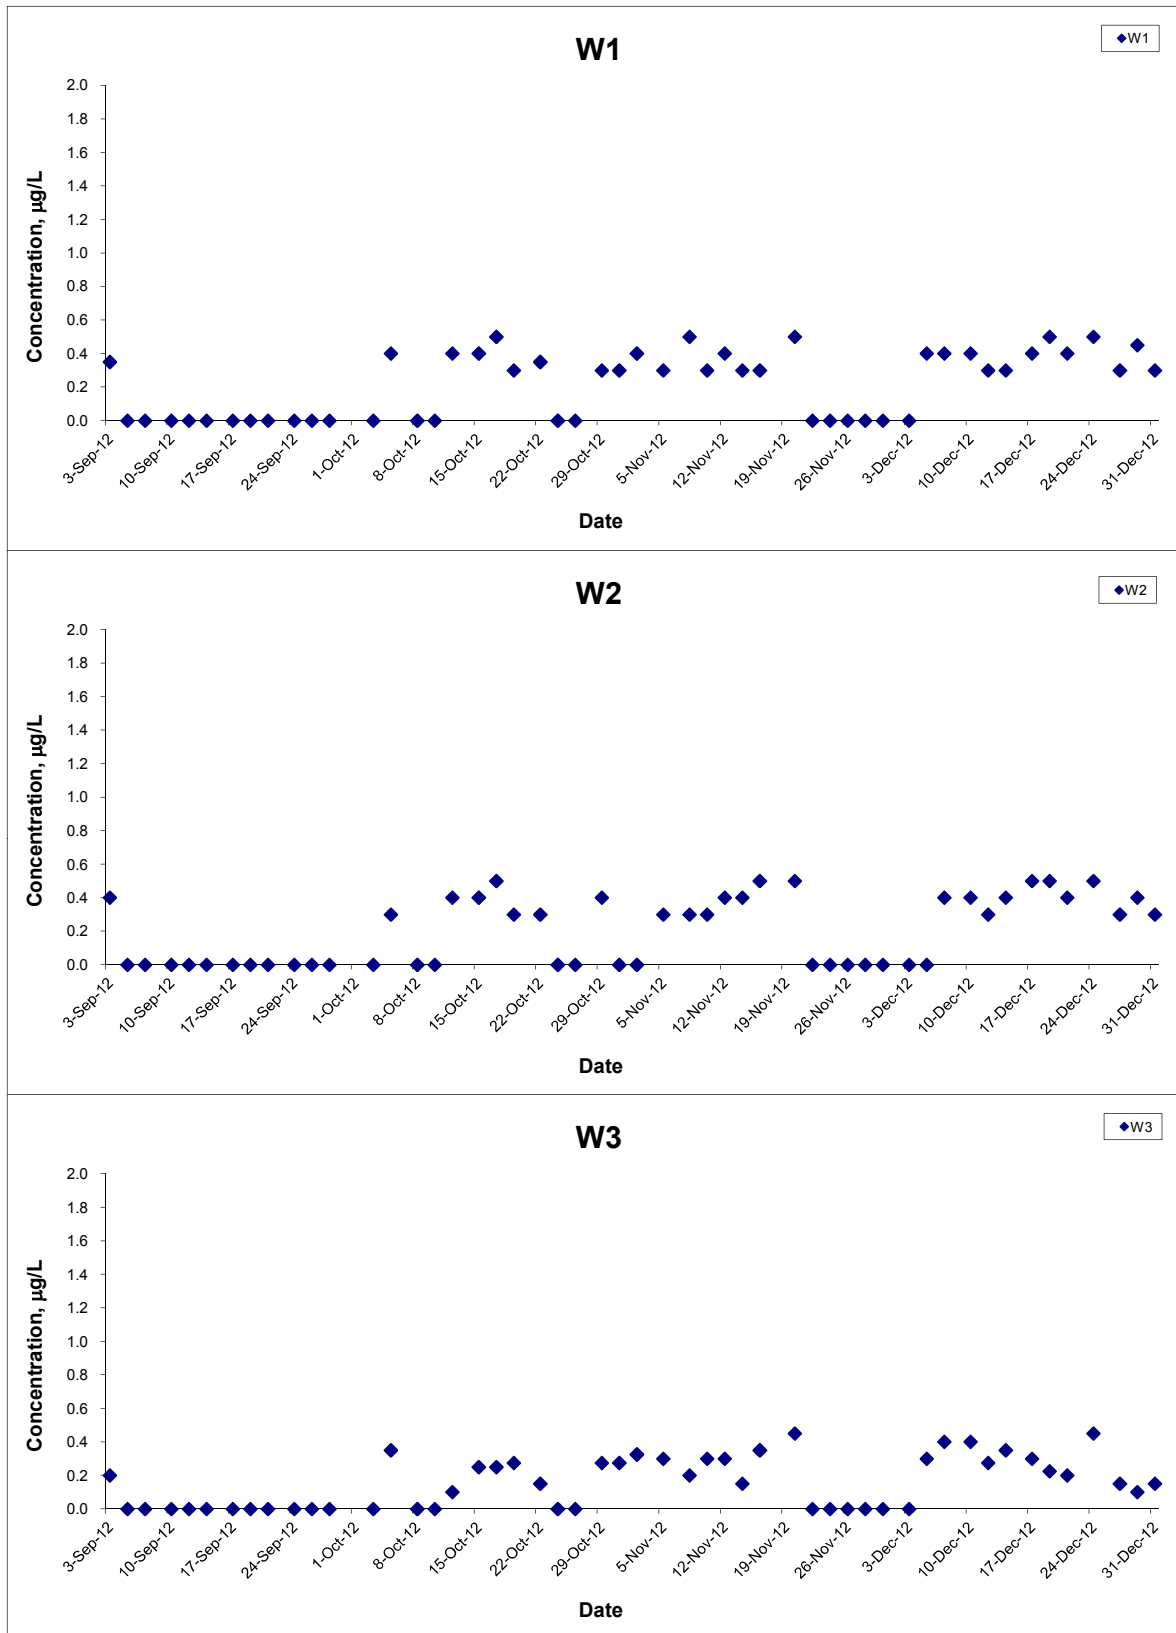 W1
W1
Concentration, µg/L
2.0
1.8
1.6
1.4
1.2
1.0
0.8
0.6
0.4
0.2
0.0
3-Sep-12 10-Sep-12 17-Sep-12 24-Sep-12 1-Oct-12 8-Oct-12 15-Oct-12 22-Oct-12 29-Oct-12 5-Nov-12 12-Nov-12 19-Nov-12 26-Nov-12 3-Dec-12 10-Dec-12 17-Dec-12 24-Dec-12 31-Dec-12
Date
W2
W2
Concentration, µg/L
2.0
1.8
1.6
1.4
1.2
1.0
0.8
0.6
0.4
0.2
0.0
3-Sep-12 10-Sep-12 17-Sep-12 24-Sep-12 1-Oct-12 8-Oct-12 15-Oct-12 22-Oct-12 29-Oct-12 5-Nov-12 12-Nov-12 19-Nov-12 26-Nov-12 3-Dec-12 10-Dec-12 17-Dec-12 24-Dec-12 31-Dec-12
Date
W3
W3
Concentration, µg/L
2.0
1.8
1.6
1.4
1.2
1.0
0.8
0.6
0.4
0.2
0.0
3-Sep-12 10-Sep-12 17-Sep-12 24-Sep-12 1-Oct-12 8-Oct-12 15-Oct-12 22-Oct-12 29-Oct-12 5-Nov-12 12-Nov-12 19-Nov-12 26-Nov-12 3-Dec-12 10-Dec-12 17-Dec-12 24-Dec-12 31-Dec-12
Date